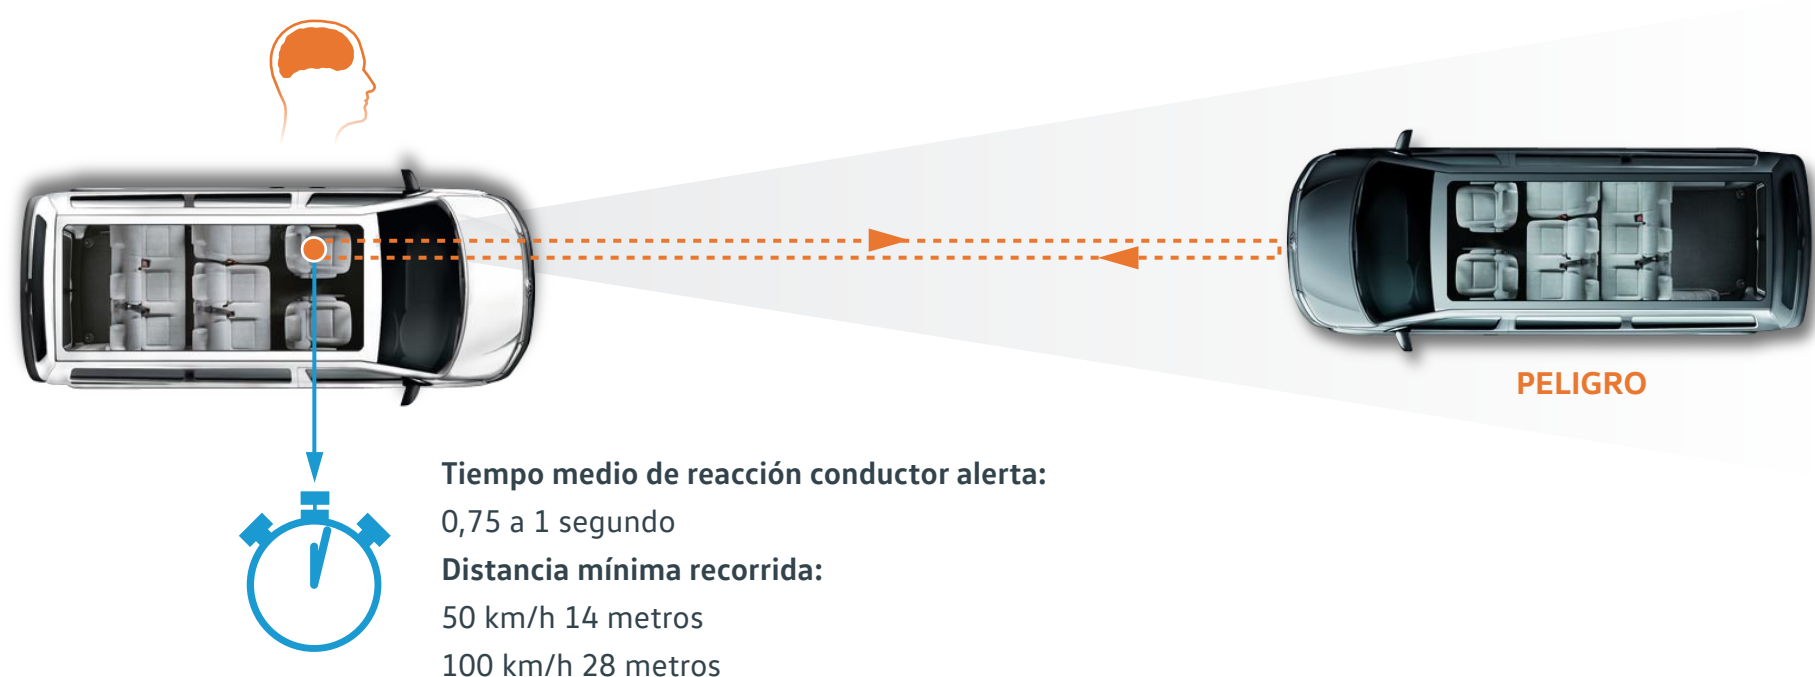 PELIGRO
Tiempo medio de reacción conductor alerta:
0,75 a 1 segundo
Distancia mínima recorrida:
50 km/h 14 metros
100 km/h 28 metros